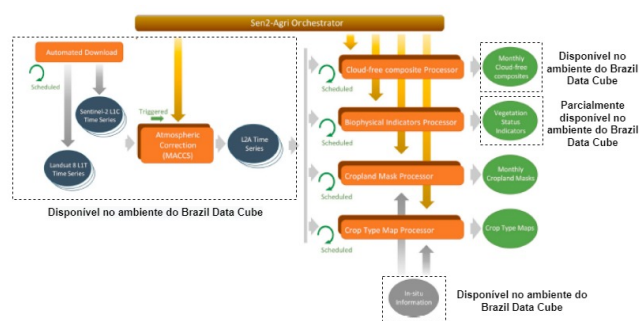 Sen2-Agri Orchestrator
Automated Download
Scheduled
Sentinel-2 L1C
Time Series
Landsat 8 L1T
Time Series
Triggered
Atmospheric
Correction
(MACCS)
L2A Time
Series
Disponível no ambiente do Brazil Data Cube
Scheduled
Cloud-free composite Processor
Monthly
Cloud-free
composites
Disponível no
ambiente do Brazil
Data Cube
Scheduled
Biophysical Indicators Processor
Vegetation
Status
Indicators
Parcialmente
disponível no
ambiente do Brazil
Data Cube
Scheduled
Cropland Mask Processor
Monthly
Cropland Masks
Scheduled
Crop Type Map Processor
Crop Type Maps
In-situ
Information
Disponível no ambiente do
Brazil Data Cube